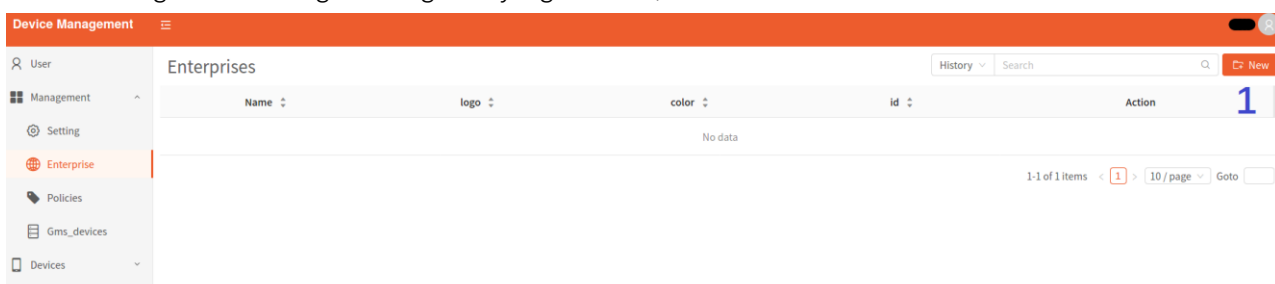 Device Management
User
Enterprises
History
Search
New
Management
Name
logo
color
id
Action
1
Setting
No data
Enterprise
1-1 of 1 items < 1 > 10 / page Goto
Policies
Gms_devices
Devices